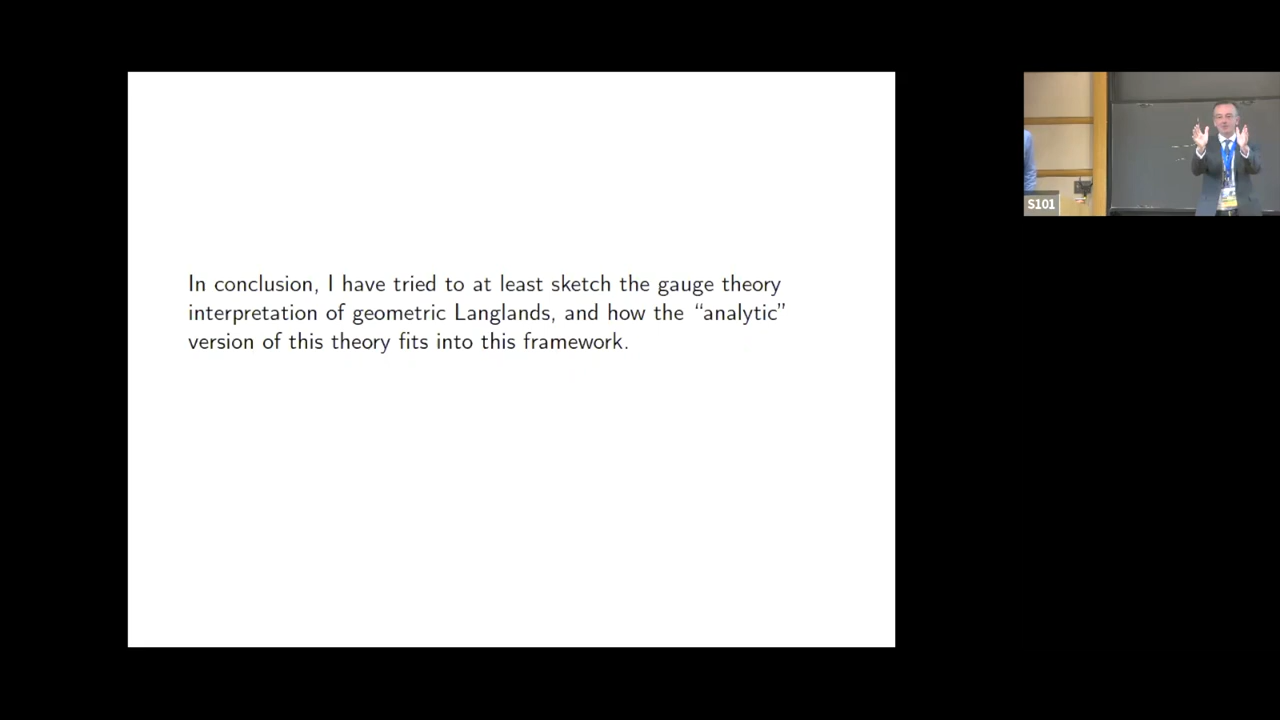 In conclusion, I have tried to at least sketch the gauge theory
interpretation of geometric Langlands, and how the “analytic”
version of this theory fits into this framework.
S101